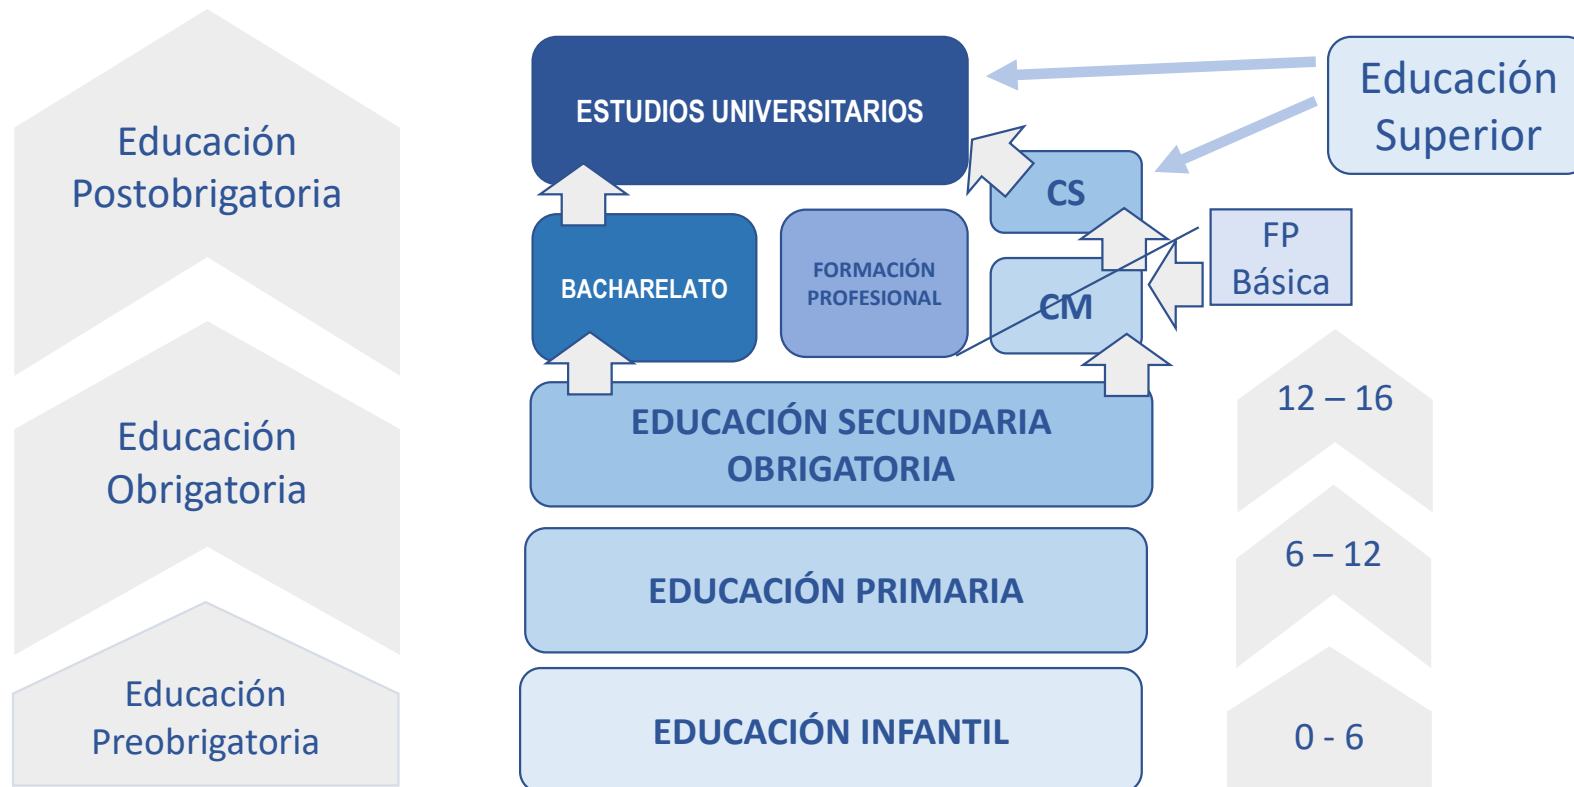 Educación
Postobrigatoria
Educación
Obrigatoria
Educación
Preobrigatoria
ESTUDIOS UNIVERSITARIOS
CS
BACHARELATO
FORMACIÓN
PROFESIONAL
CM
EDUCACIÓN SECUNDARIA
OBRIGATORIA
EDUCACIÓN PRIMARIA
EDUCACIÓN INFANTIL
Educación
Superior
FP
Básica
12 – 16
6 – 12
0 - 6